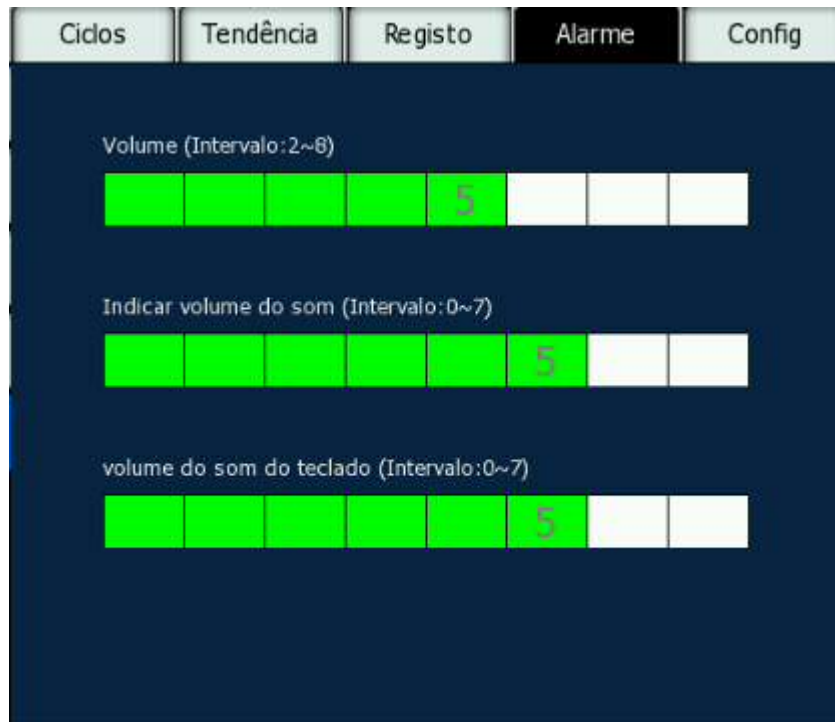 Ciclos Tendência Registo Alarme Config
Volume (Intervalo:2~8)
5
Indicar volume do som (Intervalo:0~7)
5
volume do som do teclado (Intervalo:0~7)
5